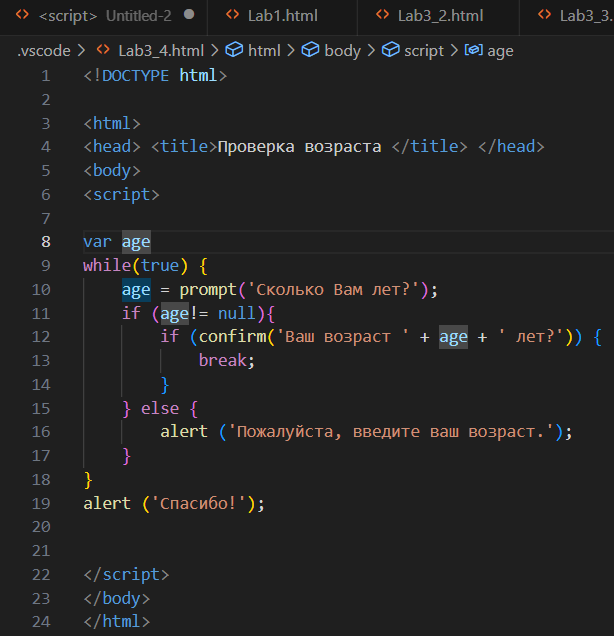 <script> Untitled-2 Lab1.html Lab3_2.html Lab3_3.
.vscode > Lab3_4.html > html > body > script > age
1 <!DOCTYPE html>
2
3 <html>
4 <head> <title>Проверка возраста </title> </head>
5 <body>
6 <script>
7
8 var age
9 while(true) {
10     age = prompt('Сколько Вам лет?');
11     if (age!= null){
12         if (confirm('Ваш возраст ' + age + ' лет?')) {
13             break;
14         }
15     } else {
16         alert ('Пожалуйста, введите ваш возраст.');
17     }
18 }
19 alert ('Спасибо!');
20
21
22 </script>
23 </body>
24 </html>